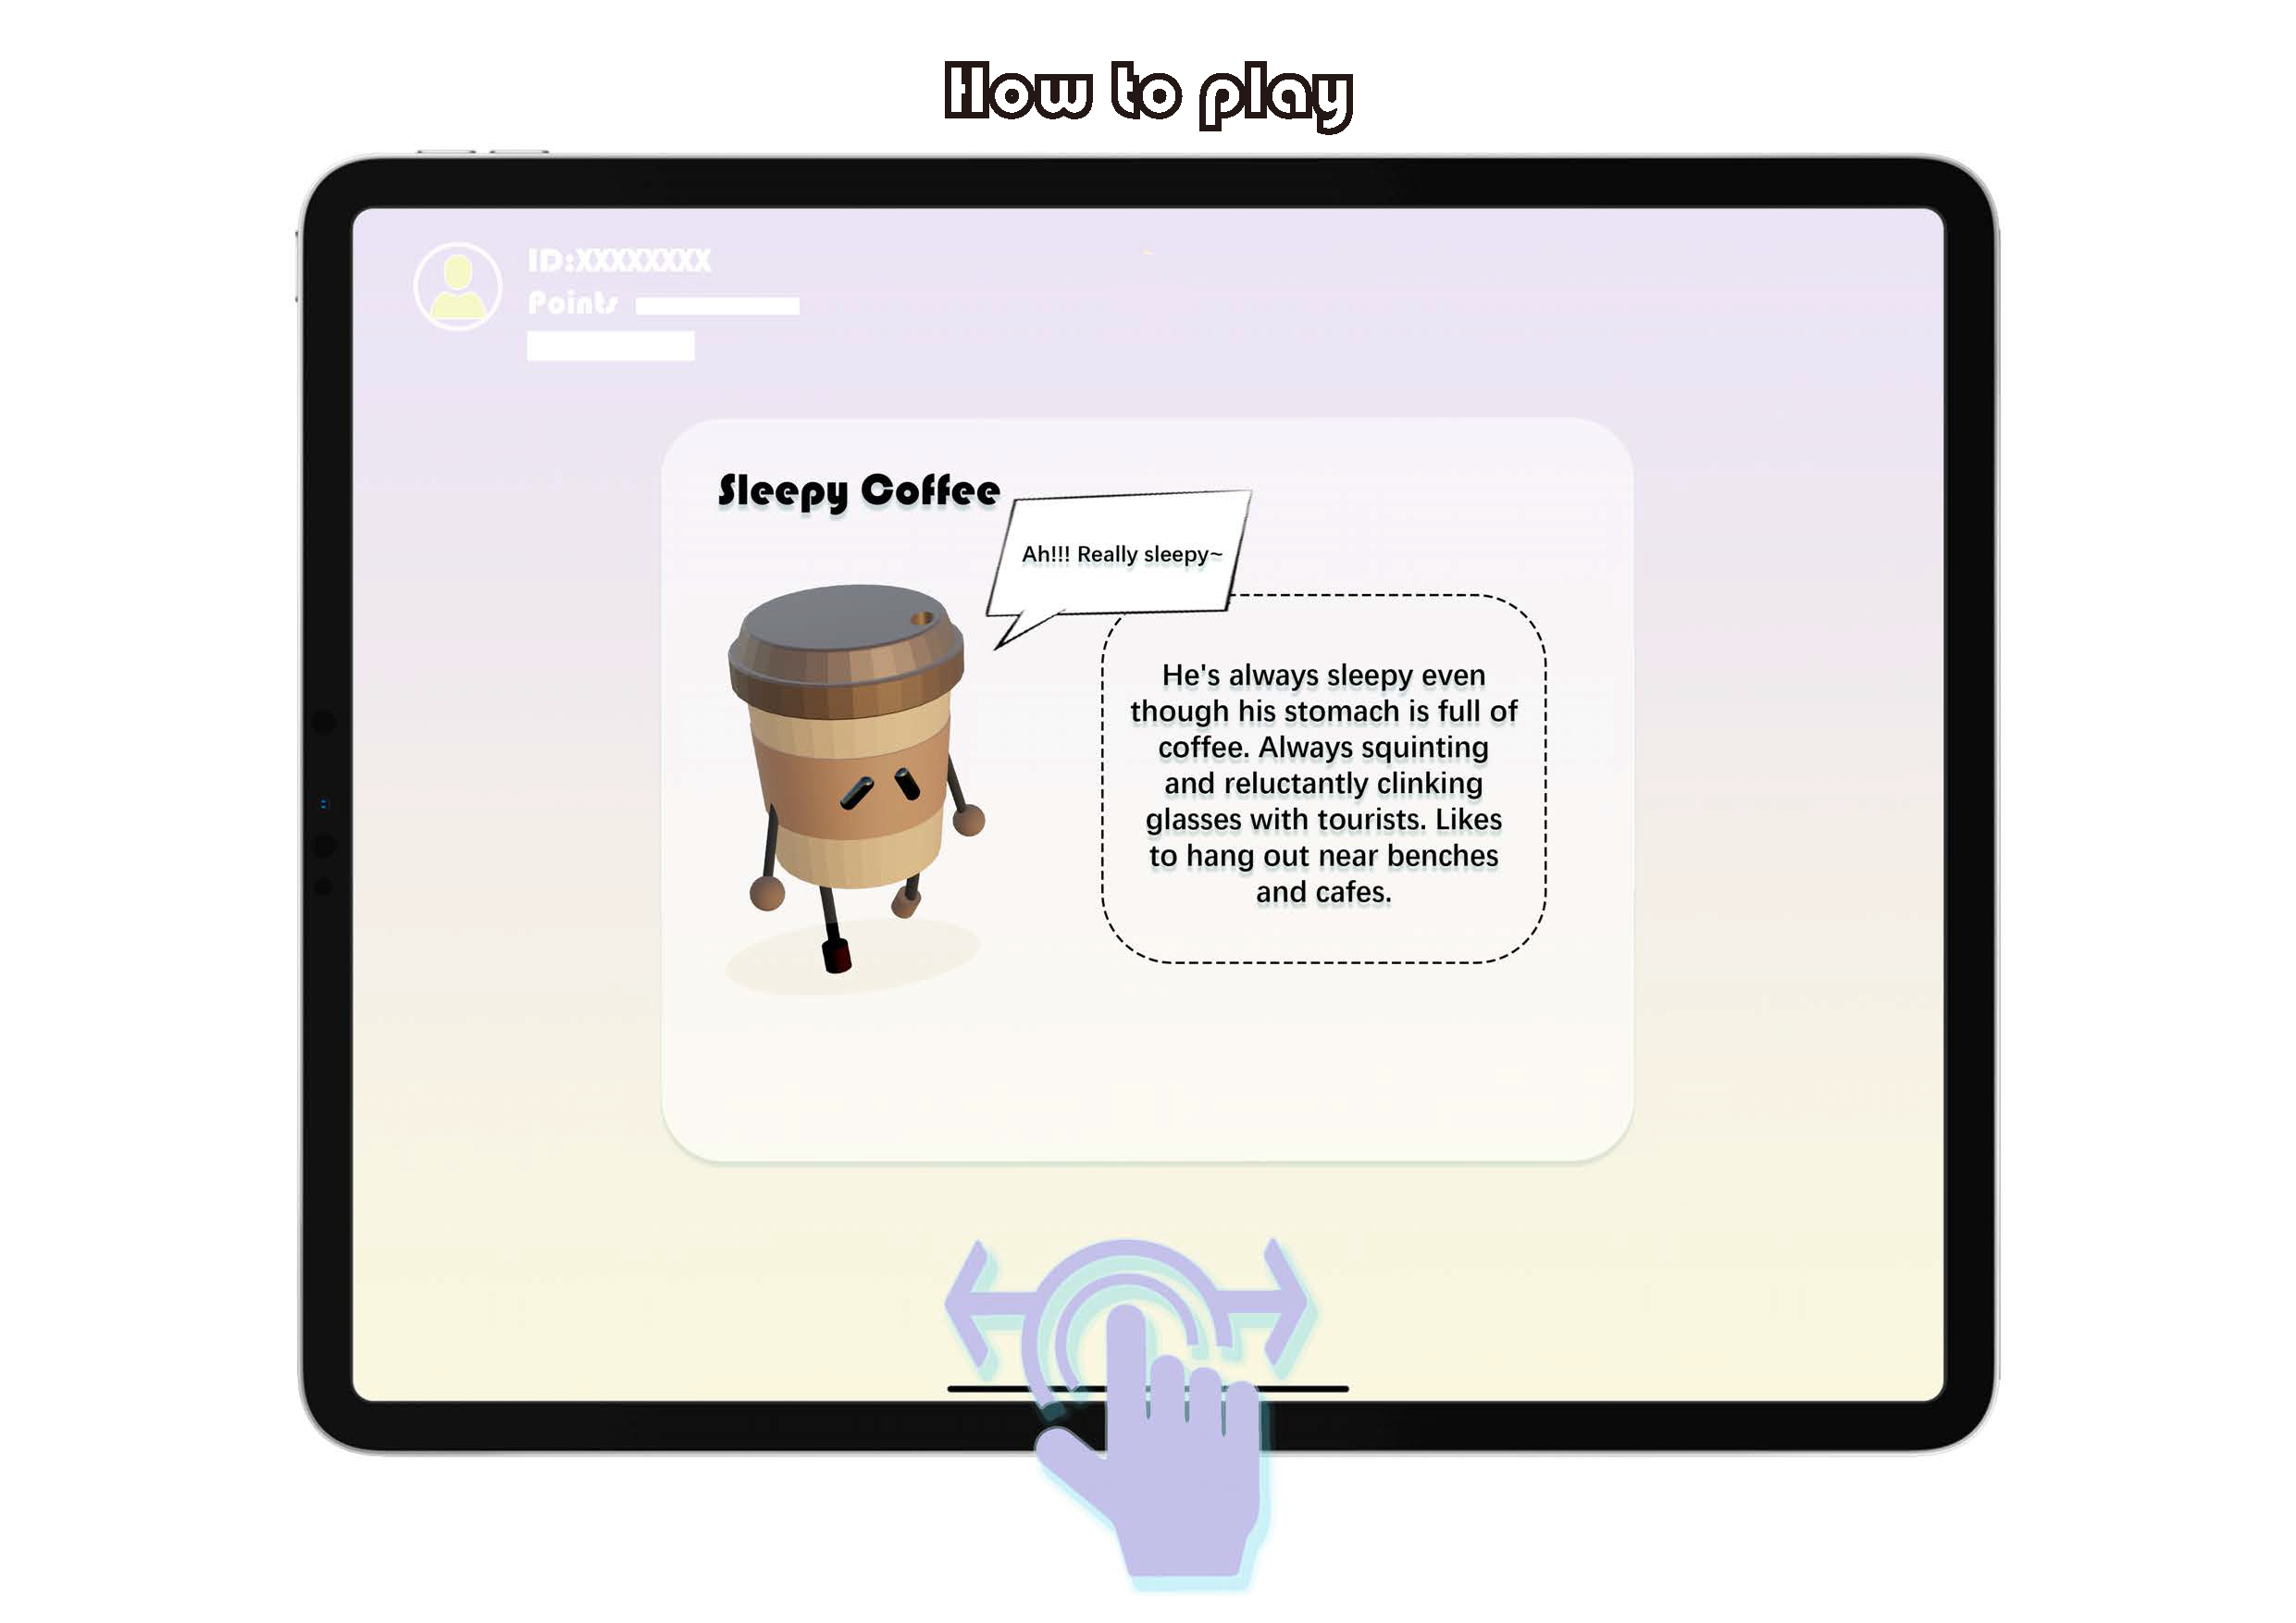 How to play
ID:XXXXXXXX
Points
Sleepy Coffee
Ah!!! Really sleepy~
He's always sleepy even
though his stomach is full of
coffee. Always squinting
and reluctantly clinking
glasses with tourists. Likes
to hang out near benches
and cafes.